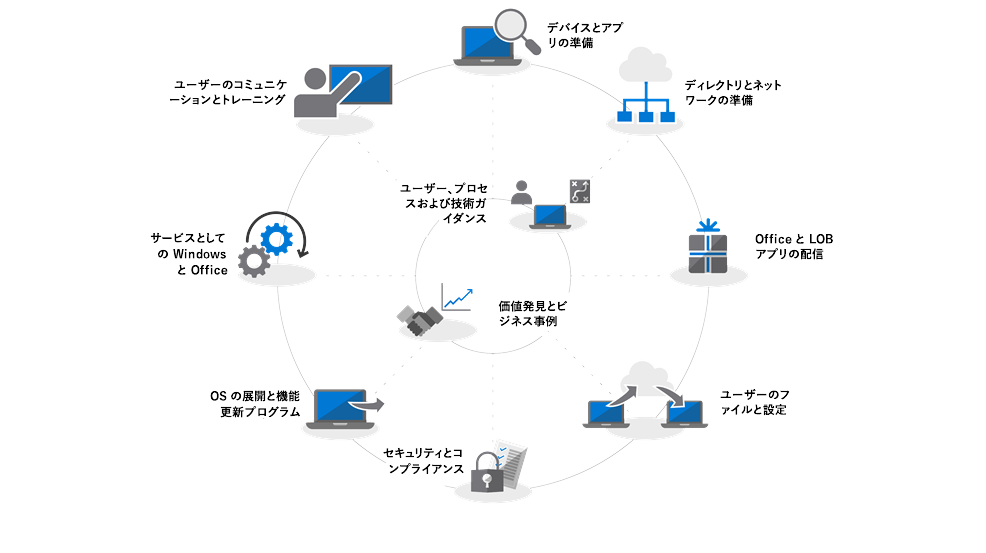 デバイスとアプ
リの準備
ディレクトリとネット
ワークの準備
Office と LOB
アプリの配信
ユーザーのフ
ァイルと設定
セキュリティとコ
ンプライアンス
OS の展開と機能
更新プログラム
サービスとして
の Windows
と Office
ユーザーのコミュニケ
ーションとトレーニング
ユーザー、プロセ
スおよび技術ガ
イダンス
価値発見とビ
ジネス事例